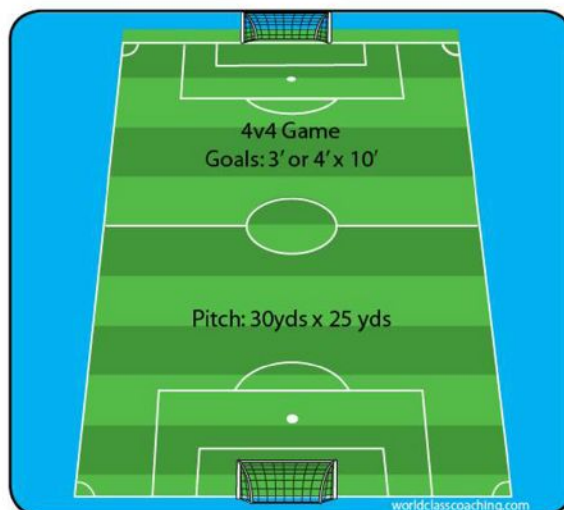 4v4 Game
Goals: 3' or 4' x 10'
Pitch: 30yds x 25 yds
worldclasscoaching.com